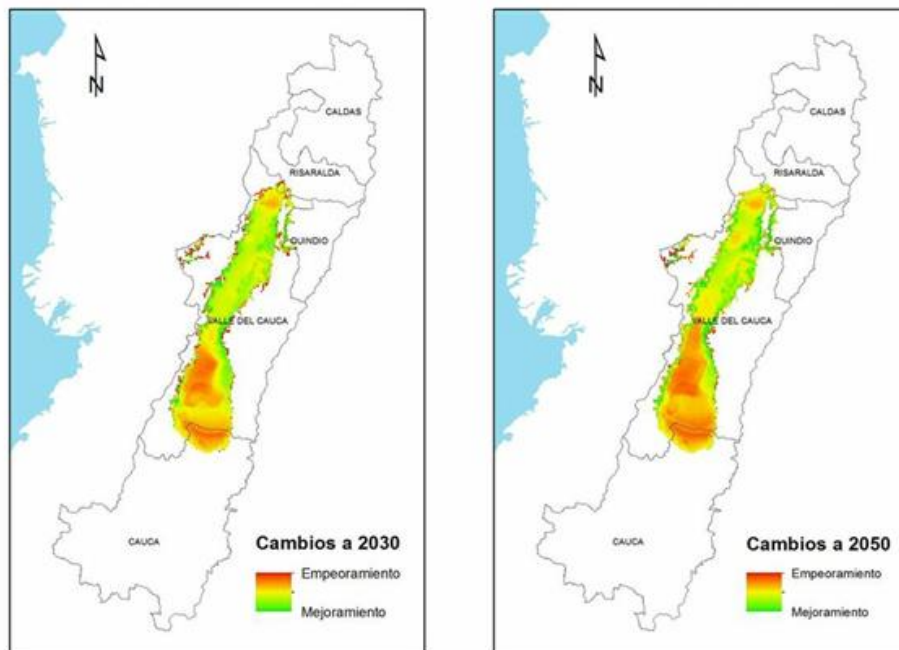 N
CALDAS
RISARALDA
QUINDIO
VALLE DEL CAUCA
CAUCA
Cambios a 2030
Empeoramiento
Mejoramiento
N
CALDAS
RISARALDA
QUINDIO
VALLE DEL CAUCA
CAUCA
Cambios a 2050
Empeoramiento
Mejoramiento